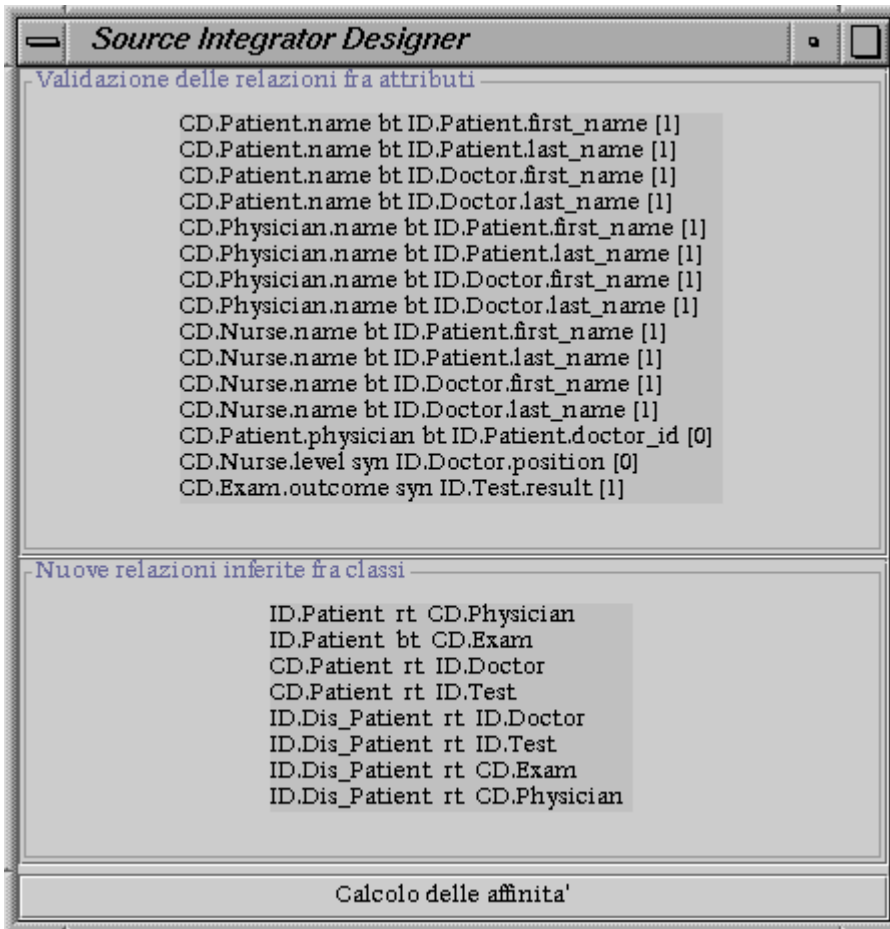 Source Integrator Designer
Validazione delle relazioni fra attributi
CD.Patient.name bt ID.Patient.first_name [1]
CD.Patient.name bt ID.Patient.last_name [1]
CD.Patient.name bt ID.Doctor.first_name [1]
CD.Patient.name bt ID.Doctor.last_name [1]
CD.Physician.name bt ID.Patient.first_name [1]
CD.Physician.name bt ID.Patient.last_name [1]
CD.Physician.name bt ID.Doctor.first_name [1]
CD.Physician.name bt ID.Doctor.last_name [1]
CD.Nurse.name bt ID.Patient.first_name [1]
CD.Nurse.name bt ID.Patient.last_name [1]
CD.Nurse.name bt ID.Doctor.first_name [1]
CD.Nurse.name bt ID.Doctor.last_name [1]
CD.Patient.physician bt ID.Patient.doctor_id [0]
CD.Nurse.level syn ID.Doctor.position [0]
CD.Exam.outcome syn ID.Test.result [1]
Nuove relazioni inferite fra classi
ID.Patient rt CD.Physician
ID.Patient bt CD.Exam
CD.Patient rt ID.Doctor
CD.Patient rt ID.Test
ID.Dis_Patient rt ID.Doctor
ID.Dis_Patient rt ID.Test
ID.Dis_Patient rt CD.Exam
ID.Dis_Patient rt CD.Physician
Calcolo delle affinita'